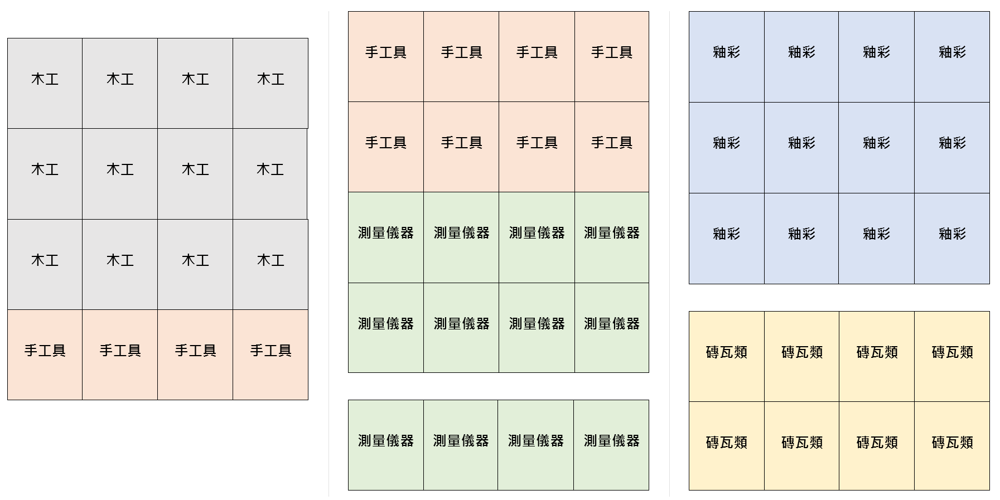 木工 木工 木工 木工
木工 木工 木工 木工
木工 木工 木工 木工
手工具 手工具 手工具 手工具
手工具 手工具 手工具 手工具
手工具 手工具 手工具 手工具
測量儀器 測量儀器 測量儀器 測量儀器
測量儀器 測量儀器 測量儀器 測量儀器
測量儀器 測量儀器 測量儀器 測量儀器
釉彩 釉彩 釉彩 釉彩
釉彩 釉彩 釉彩 釉彩
釉彩 釉彩 釉彩 釉彩
磚瓦類 磚瓦類 磚瓦類 磚瓦類
磚瓦類 磚瓦類 磚瓦類 磚瓦類